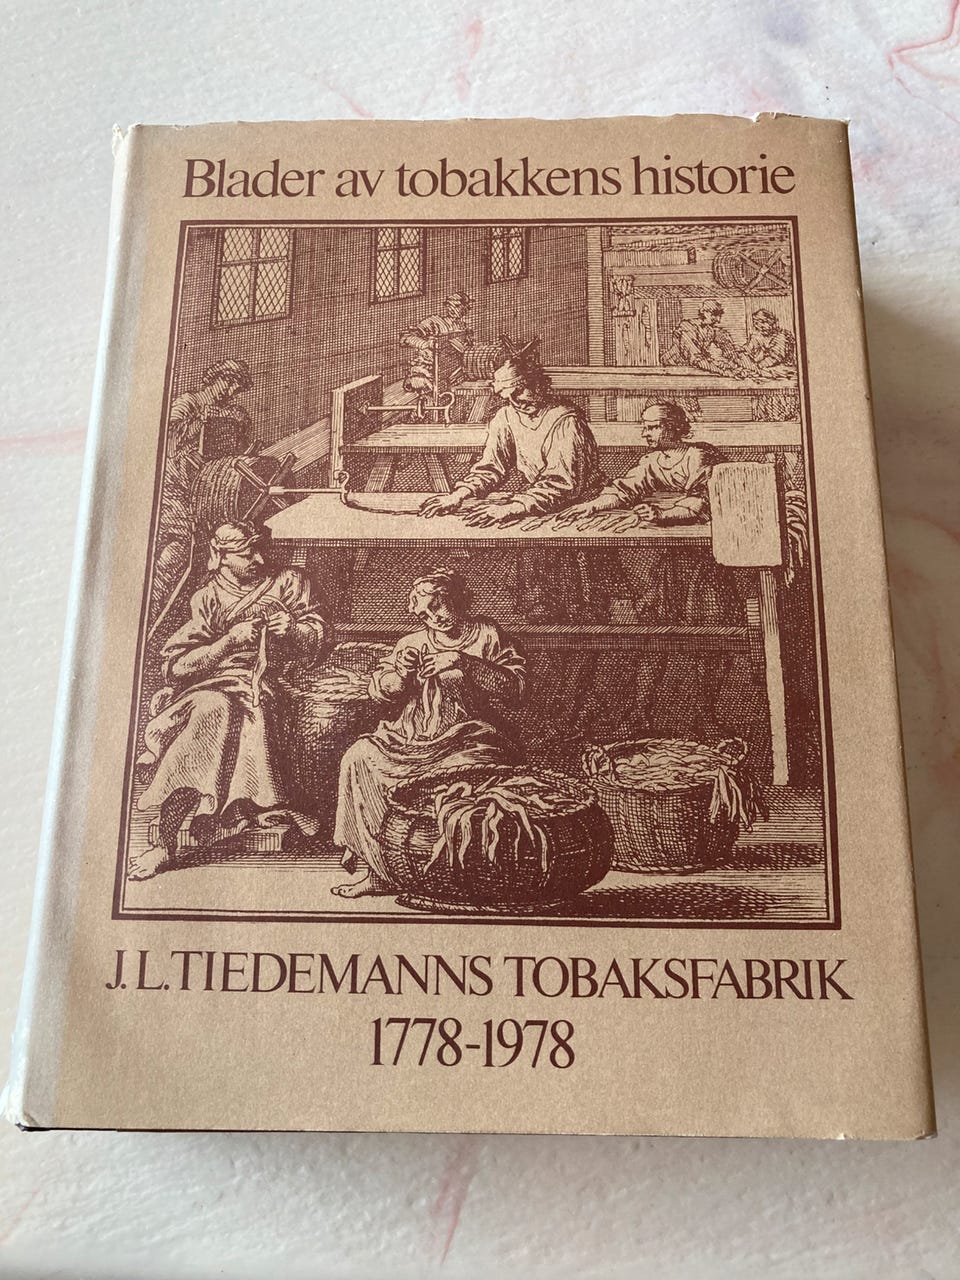 Blader av tobakkens historie
J. L. TIEDEMANNS TOBAKSFABRIK
1778-1978